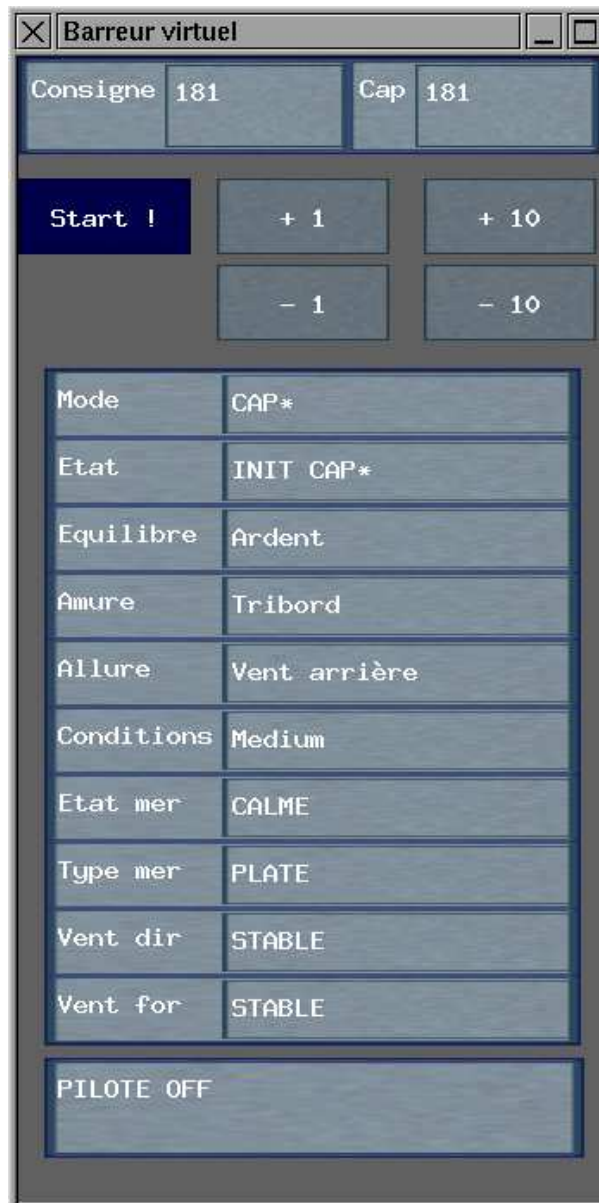 Barreur virtuel
Consigne 181 Cap 181
Start ! + 1 + 10
- 1 - 10
Mode CAP*
Etat INIT CAP*
Equilibre Ardent
Amure Tribord
Allure Vent arrière
Conditions Medium
Etat mer CALME
Type mer PLATE
Vent dir STABLE
Vent for STABLE
PILOTE OFF